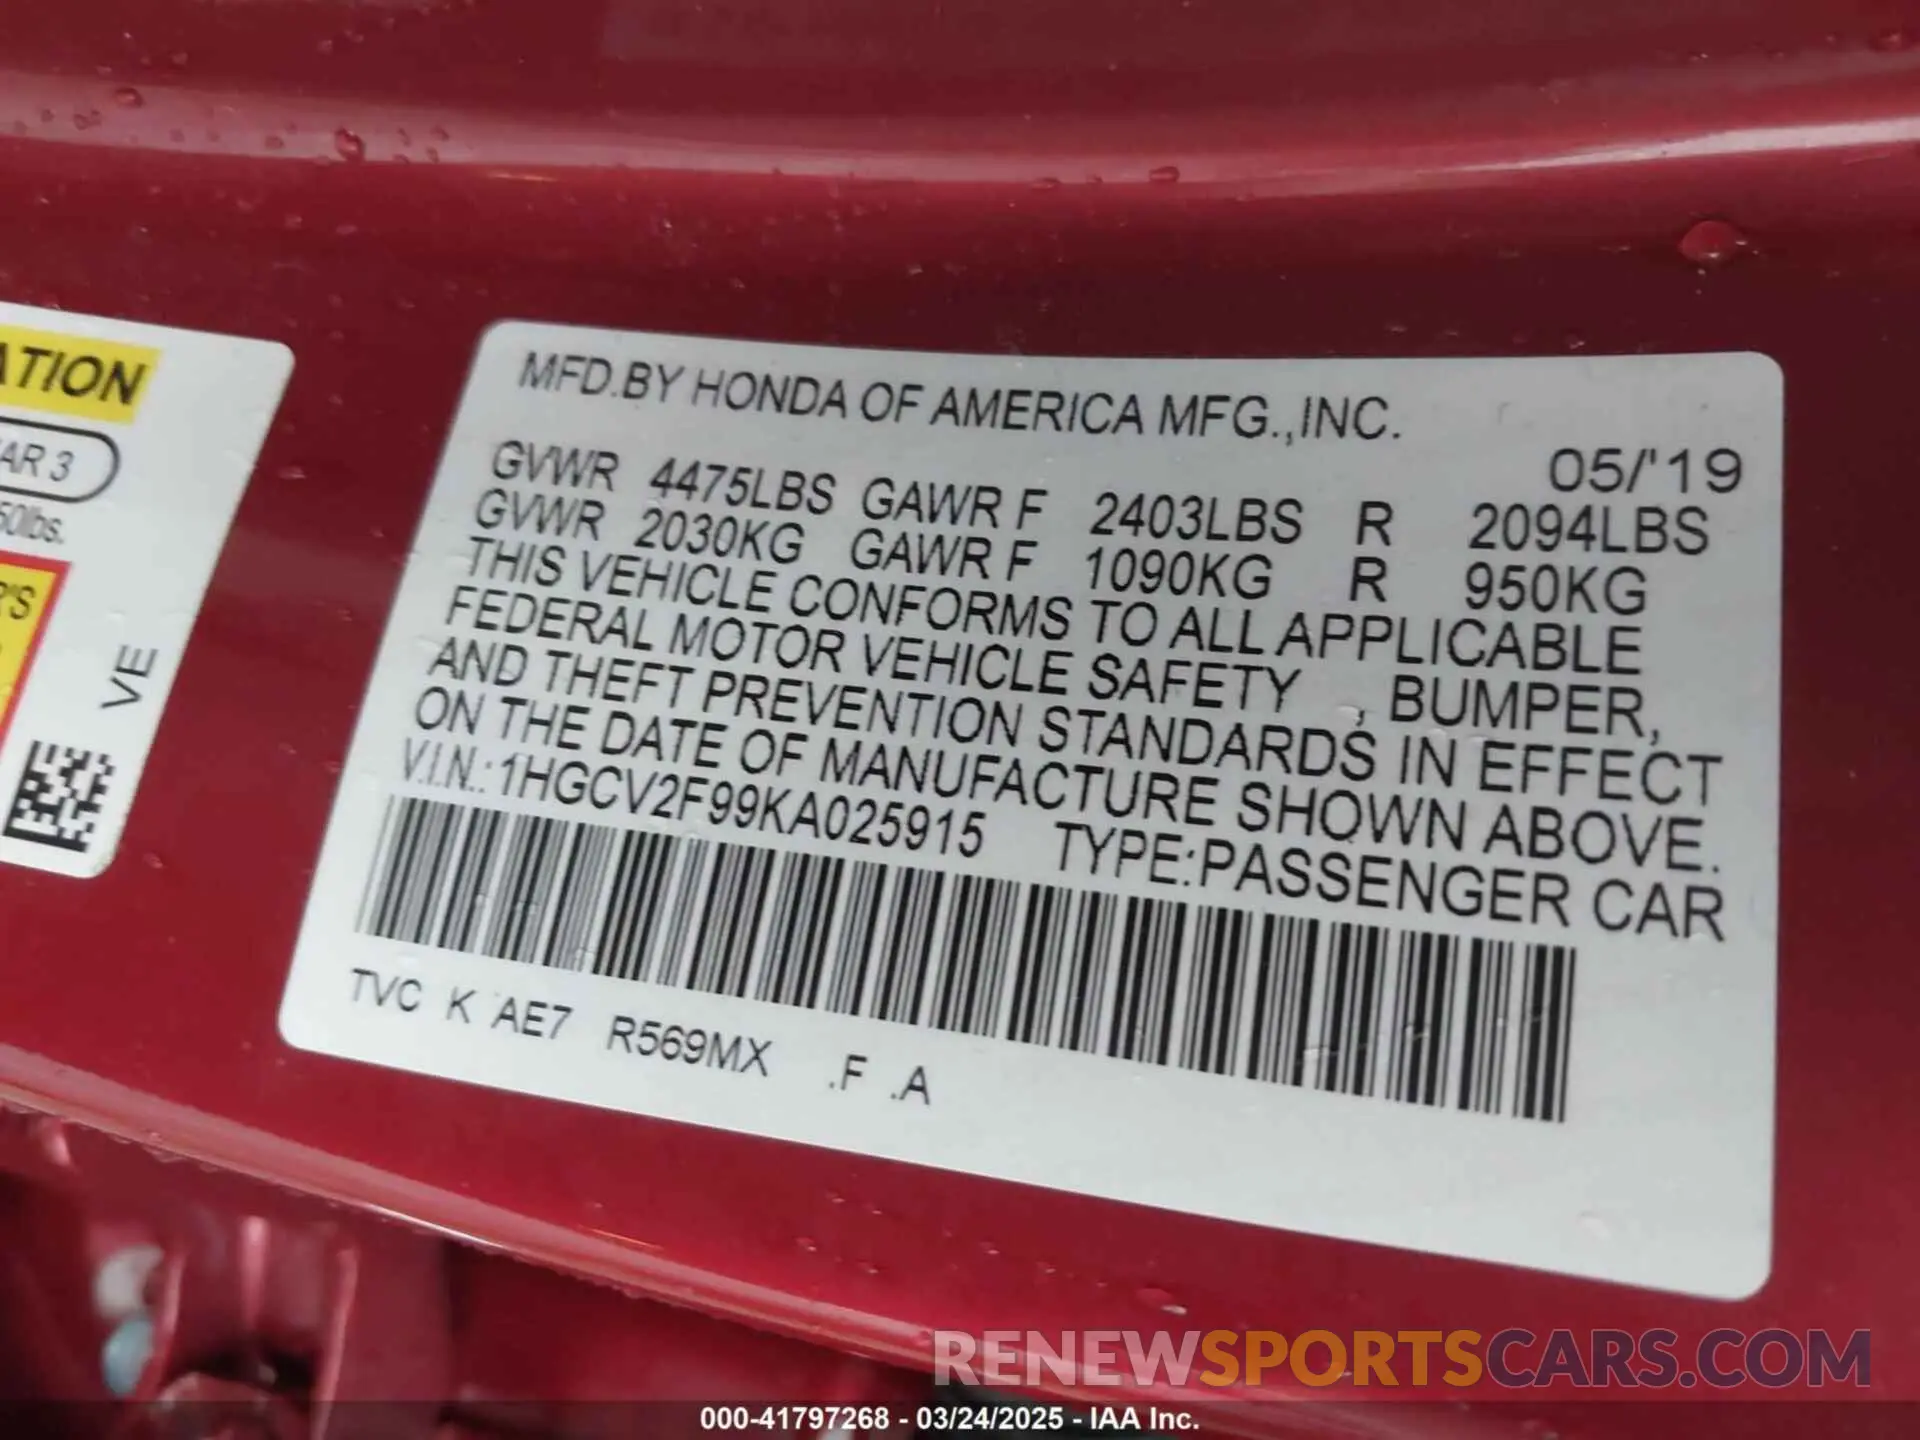 ATION
AR 3
50lbs.
R'S
VE
MFD.BY HONDA OF AMERICA MFG.,INC.
05/'19
GVWR 4475LBS GAWR F 2403LBS R 2094LBS
GVWR 2030KG GAWR F 1090KG R 950KG
THIS VEHICLE CONFORMS TO ALL APPLICABLE
FEDERAL MOTOR VEHICLE SAFETY , BUMPER,
AND THEFT PREVENTION STANDARDS IN EFFECT
ON THE DATE OF MANUFACTURE SHOWN ABOVE.
V.I.N.:1HGCV2F99KA025915 TYPE:PASSENGER CAR
TVC K AE7 R569MX .F .A
RENEWSPORTSCARS.COM
000-41797268 - 03/24/2025 - IAA Inc.